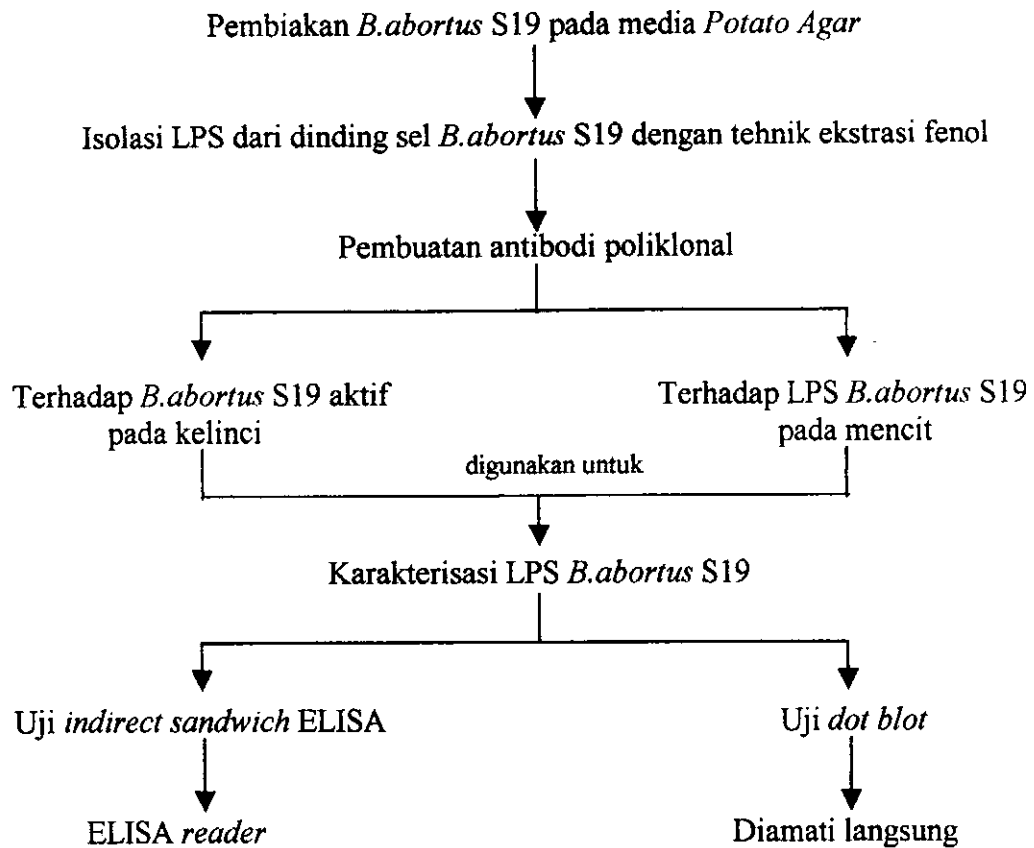 Pembiakan B.abortus S19 pada media Potato Agar
Isolasi LPS dari dinding sel B.abortus S19 dengan tehnik ekstrasi fenol
Pembuatan antibodi poliklonal
Terhadap B.abortus S19 aktif
pada kelinci
Terhadap LPS B.abortus S19
pada mencit
digunakan untuk
Karakterisasi LPS B.abortus S19
Uji indirect sandwich ELISA
Uji dot blot
ELISA reader
Diamati langsung